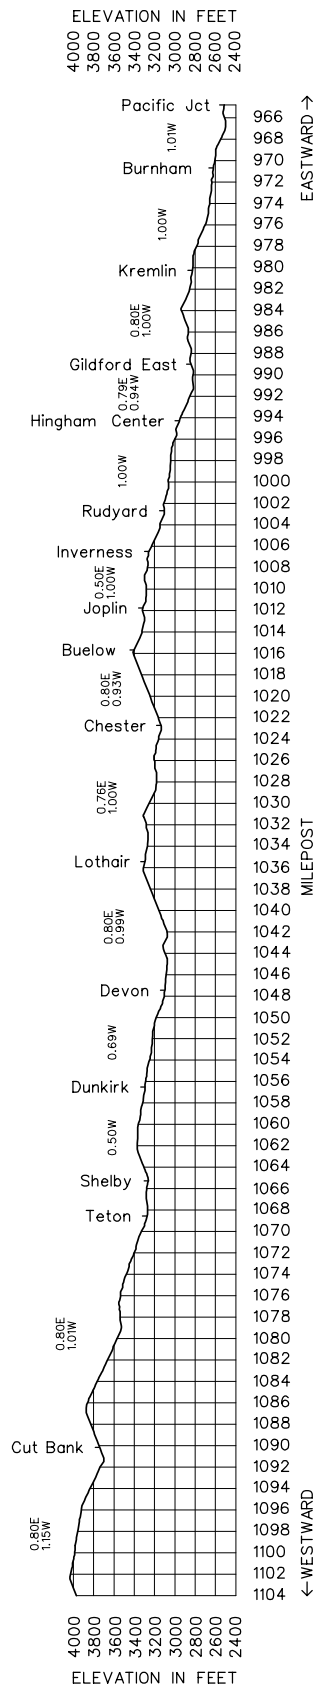 ELEVATION IN FEET
4000 3800 3600 3400 3200 3000 2800 2600 2400
EASTWARD →
Pacific Jct
966
1.01W
968
970
Burnham
972
974
1.00W
976
978
Kremlin 980
982
984
0.80E
1.00W
986
988
Gildford East
990
0.79E
0.94W
992
Hingham Center 994
996
998
1.00W
1000
1002
Rudyard
1004
1006
Inverness
1008
0.50E
1.00W
1010
Joplin 1012
1014
Buelow 1016
1018
0.80E
0.93W
1020
1022
Chester
1024
1026
1028
0.76E
1.00W
1030
1032
1034
MILEPOST
Lothair 1036
1038
1040
0.80E
0.99W
1042
1044
1046
Devon 1048
1050
0.69W
1052
1054
1056
Dunkirk
1058
1060
0.50W
1062
1064
Shelby
1066
1068
Teton
1070
1072
1074
1076
1078
0.80E
1.01W
1080
1082
1084
1086
1088
Cut Bank 1090
1092
1094
1096
0.80E
1.15W
1098
1100
1102
1104
← WESTWARD
4000 3800 3600 3400 3200 3000 2800 2600 2400
ELEVATION IN FEET